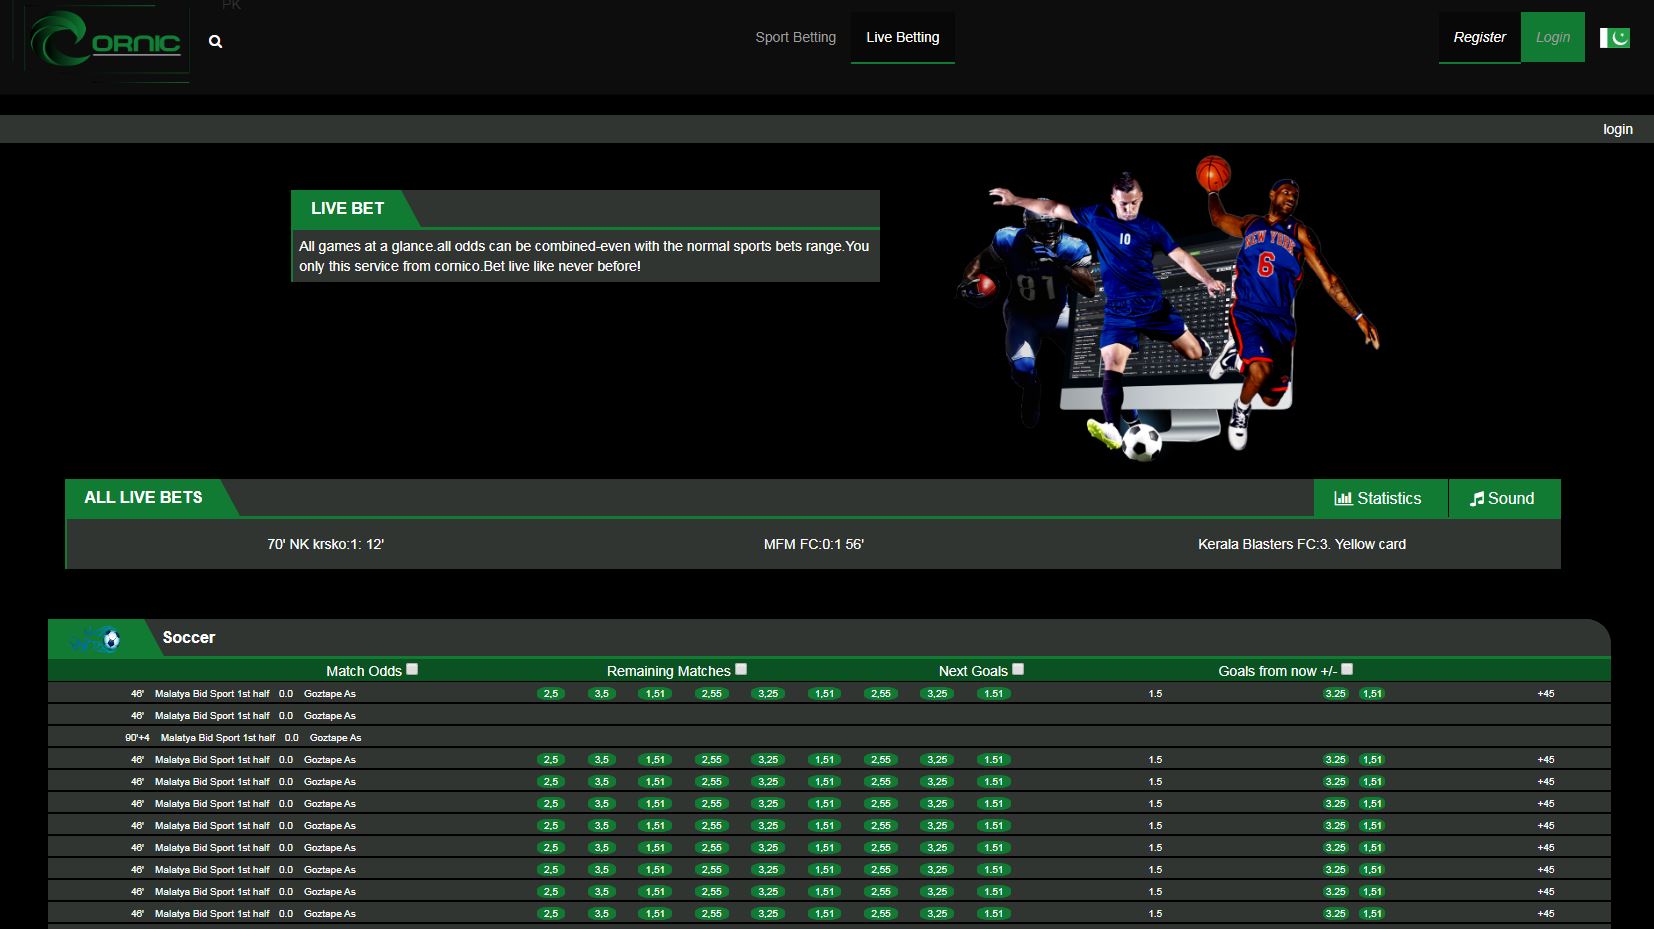 PK
ORNIC
Sport Betting
Live Betting
Register
Login
login
LIVE BET
All games at a glance.all odds can be combined-even with the normal sports bets range.You
only this service from cornico.Bet live like never before!
10
81
NEW YORK
6
ALL LIVE BETS
Statistics
Sound
70' NK krsko:1: 12'
MFM FC:0:1 56'
Kerala Blasters FC:3. Yellow card
Soccer
Match Odds
Remaining Matches
Next Goals
Goals from now +/-
46' Malatya Bid Sport 1st half 0.0 Goztape As 2,5 3,5 1,51 2,55 3,25 1,51 2,55 3,25 1.51 1.5 3.25 1,51 +45
46' Malatya Bid Sport 1st half 0.0 Goztape As
90'+4 Malatya Bid Sport 1st half 0.0 Goztape As
46' Malatya Bid Sport 1st half 0.0 Goztape As 2,5 3,5 1,51 2,55 3,25 1,51 2,55 3,25 1.51 1.5 3.25 1,51 +45
46' Malatya Bid Sport 1st half 0.0 Goztape As 2,5 3,5 1,51 2,55 3,25 1,51 2,55 3,25 1.51 1.5 3.25 1,51 +45
46' Malatya Bid Sport 1st half 0.0 Goztape As 2,5 3,5 1,51 2,55 3,25 1,51 2,55 3,25 1.51 1.5 3.25 1,51 +45
46' Malatya Bid Sport 1st half 0.0 Goztape As 2,5 3,5 1,51 2,55 3,25 1,51 2,55 3,25 1.51 1.5 3.25 1,51 +45
46' Malatya Bid Sport 1st half 0.0 Goztape As 2,5 3,5 1,51 2,55 3,25 1,51 2,55 3,25 1.51 1.5 3.25 1,51 +45
46' Malatya Bid Sport 1st half 0.0 Goztape As 2,5 3,5 1,51 2,55 3,25 1,51 2,55 3,25 1.51 1.5 3.25 1,51 +45
46' Malatya Bid Sport 1st half 0.0 Goztape As 2,5 3,5 1,51 2,55 3,25 1,51 2,55 3,25 1.51 1.5 3.25 1,51 +45
46' Malatya Bid Sport 1st half 0.0 Goztape As 2,5 3,5 1,51 2,55 3,25 1,51 2,55 3,25 1.51 1.5 3.25 1,51 +45